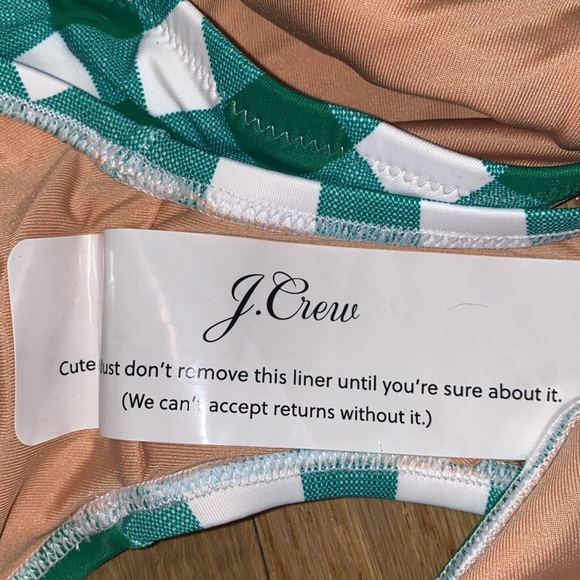 J.Crew
Cute just don't remove this liner until you're sure about it.
(We can't accept returns without it.)